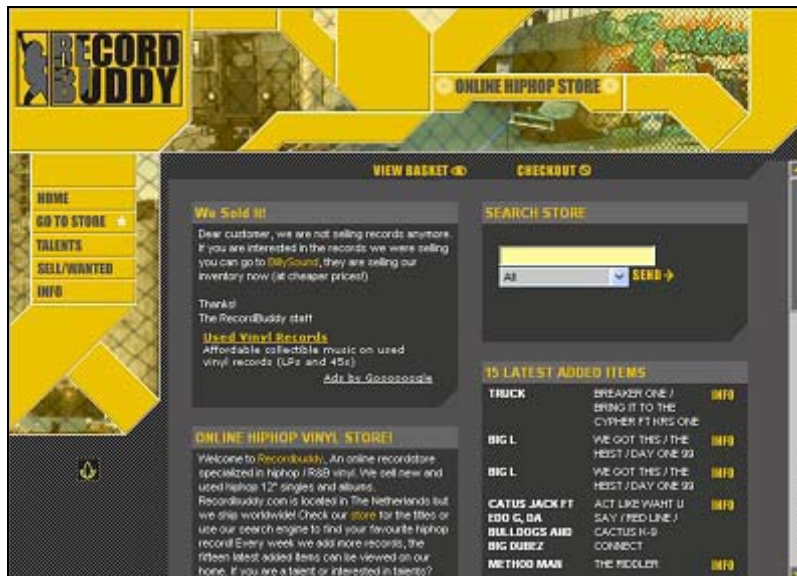 RECORD
BUDDY
ONLINE HIPHOP STORE
VIEW BASKET
CHECKOUT
HOME
GO TO STORE
TALENTS
SELL/WANTED
INFO
We Sold It!
Dear customer, we are not selling records anymore.
If you are interested in the records we were selling
you can go to BillySound, they are selling our
inventory now (at cheaper prices!)
Thanks!
The RecordBuddy staff
Used Vinyl Records
Affordable collectible music on used
vinyl records (LPs and 45s)
Ads by Goooooogle
ONLINE HIPHOP VINYL STORE!
Welcome to Recordbuddy, An online recordstore
specialized in hiphop / R&B vinyl. We sell new and
used hiphop 12" singles and albums.
Recordbuddy.com is located in The Netherlands but
we ship worldwide! Check our store for the titles or
use our search engine to find your favourite hiphop
record! Every week we add more records, the
fifteen latest added items can be viewed on our
home. If you are a talent or interested in talents?
SEARCH STORE
All
SEND
15 LATEST ADDED ITEMS
TRUCK BREAKER ONE / INFO
BRING IT TO THE
CYPHER FT KRS ONE
BIG L WE GOT THIS / THE INFO
HEIST / DAY ONE 99
BIG L WE GOT THIS / THE INFO
HEIST / DAY ONE 99
CATUS JACK FT ACT LIKE WAHT U INFO
EDO G, DA SAY / RED LINE /
BULLDOGS AND CACTUS K-9
BIG DUBEZ CONNECT
METHOD MAN THE RIDDLER INFO